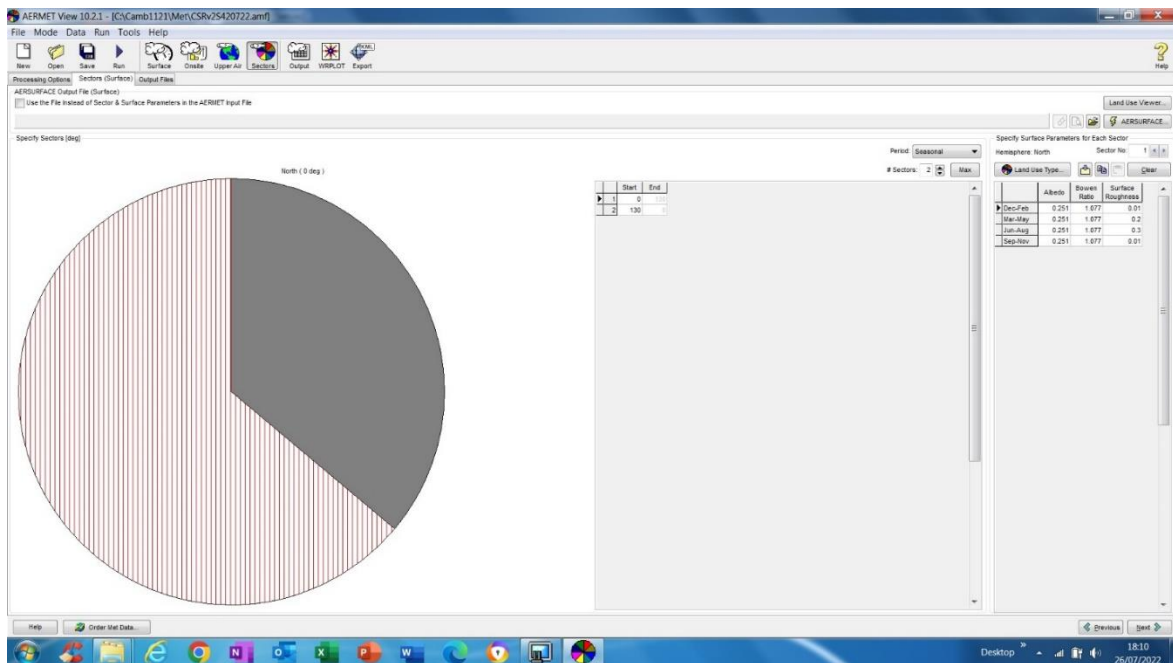 AERMET View 10.2.1 - [C:\Camb1121\Met\CSRv2S420722.amf]
File Mode Data Run Tools Help
New Open Save Run Surface Onsite Upper Air Sectors Output WRPLOT Export Help
Processing Options Sectors (Surface) Output Files
AERSURFACE Output File (Surface)
Use the File instead of Sector & Surface Parameters in the AERMET Input File
Land Use Viewer...
AERSURFACE...
Specify Sectors [deg]
Specify Surface Parameters for Each Sector
Period: Seasonal
Hemisphere: North Sector No: 1
# Sectors: 2 Max
Land Use Type... Clear
North ( 0 deg )
Start End
1 0 130
2 130 0
Albedo Bowen Ratio Surface Roughness
Dec-Feb 0.251 1.077 0.01
Mar-May 0.251 1.077 0.2
Jun-Aug 0.251 1.077 0.3
Sep-Nov 0.251 1.077 0.01
Help Order Met Data... Previous Next
Desktop 18:10
26/07/2022